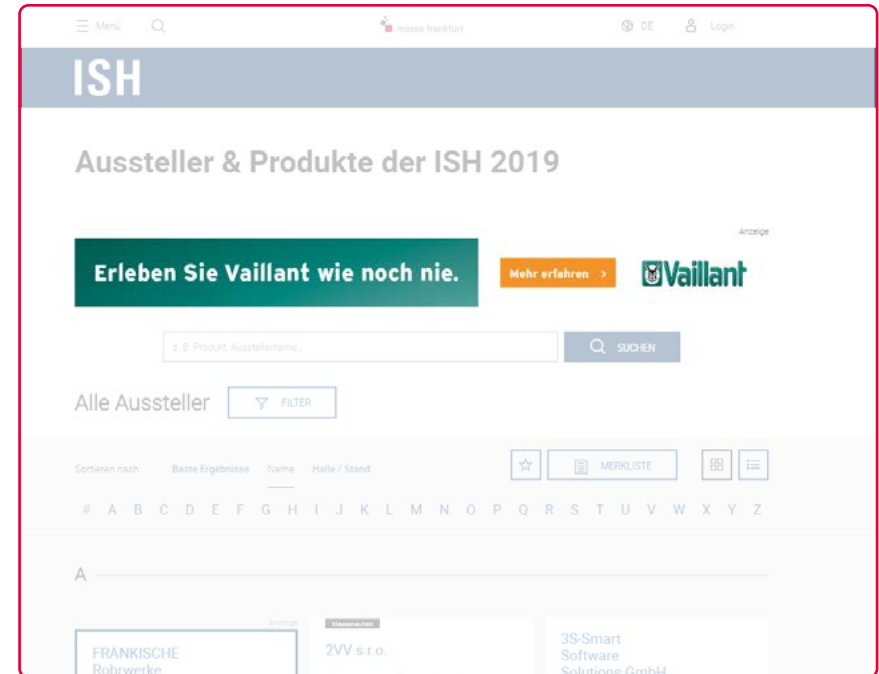 Menü
messe frankfurt
DE
Login
ISH
Aussteller & Produkte der ISH 2019
Anzeige
Erleben Sie Vaillant wie noch nie.
Mehr erfahren >
Vaillant
z. B. Produkt, Ausstellername...
SUCHEN
Alle Aussteller
FILTER
Sortieren nach Beste Ergebnisse Name Halle / Stand
MERKLISTE
# A B C D E F G H I J K L M N O P Q R S T U V W X Y Z
A
Anzeige
FRÄNKISCHE
Rohrwerke
Messeneuheit
2VV s.r.o.
3S-Smart
Software
Solutions GmbH